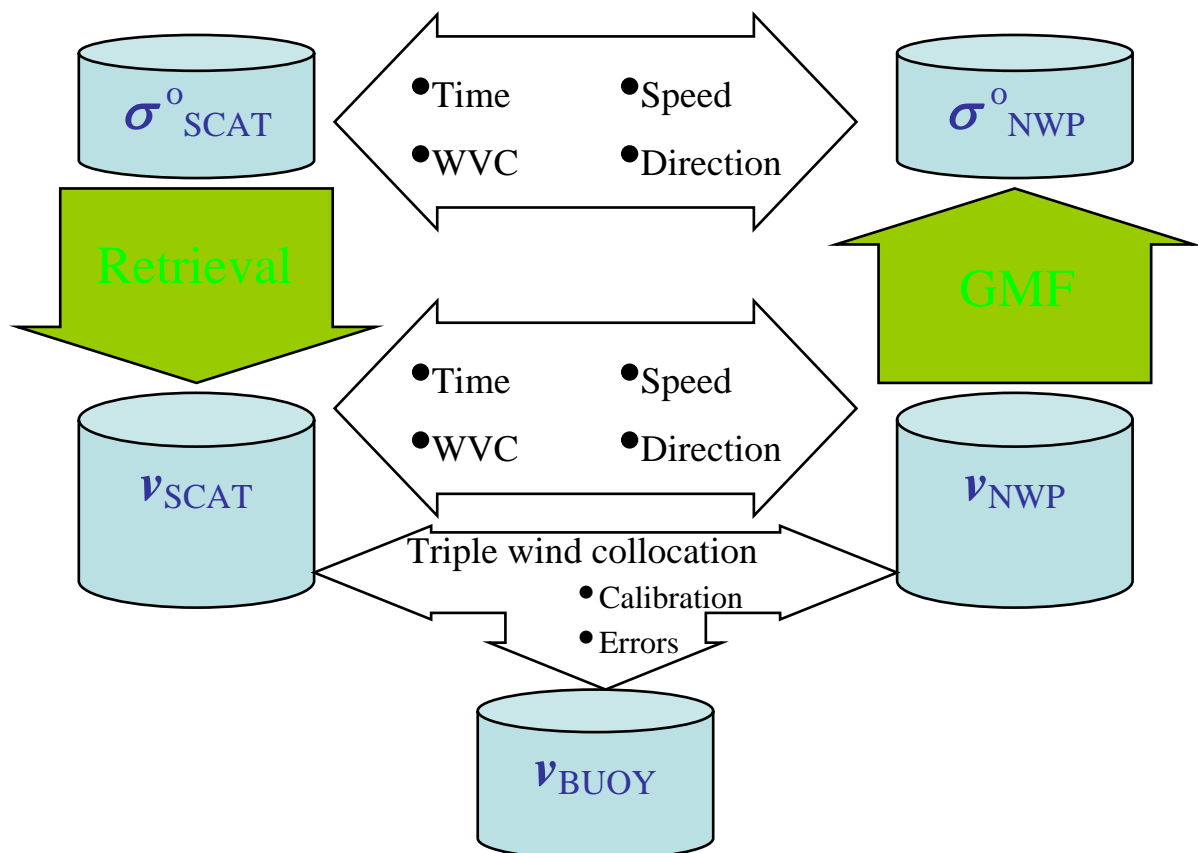 σ°SCAT
• Time • Speed
• WVC • Direction
σ°NWP
Retrieval
GMF
• Time • Speed
• WVC • Direction
vSCAT
vNWP
Triple wind collocation
• Calibration
• Errors
vBUOY